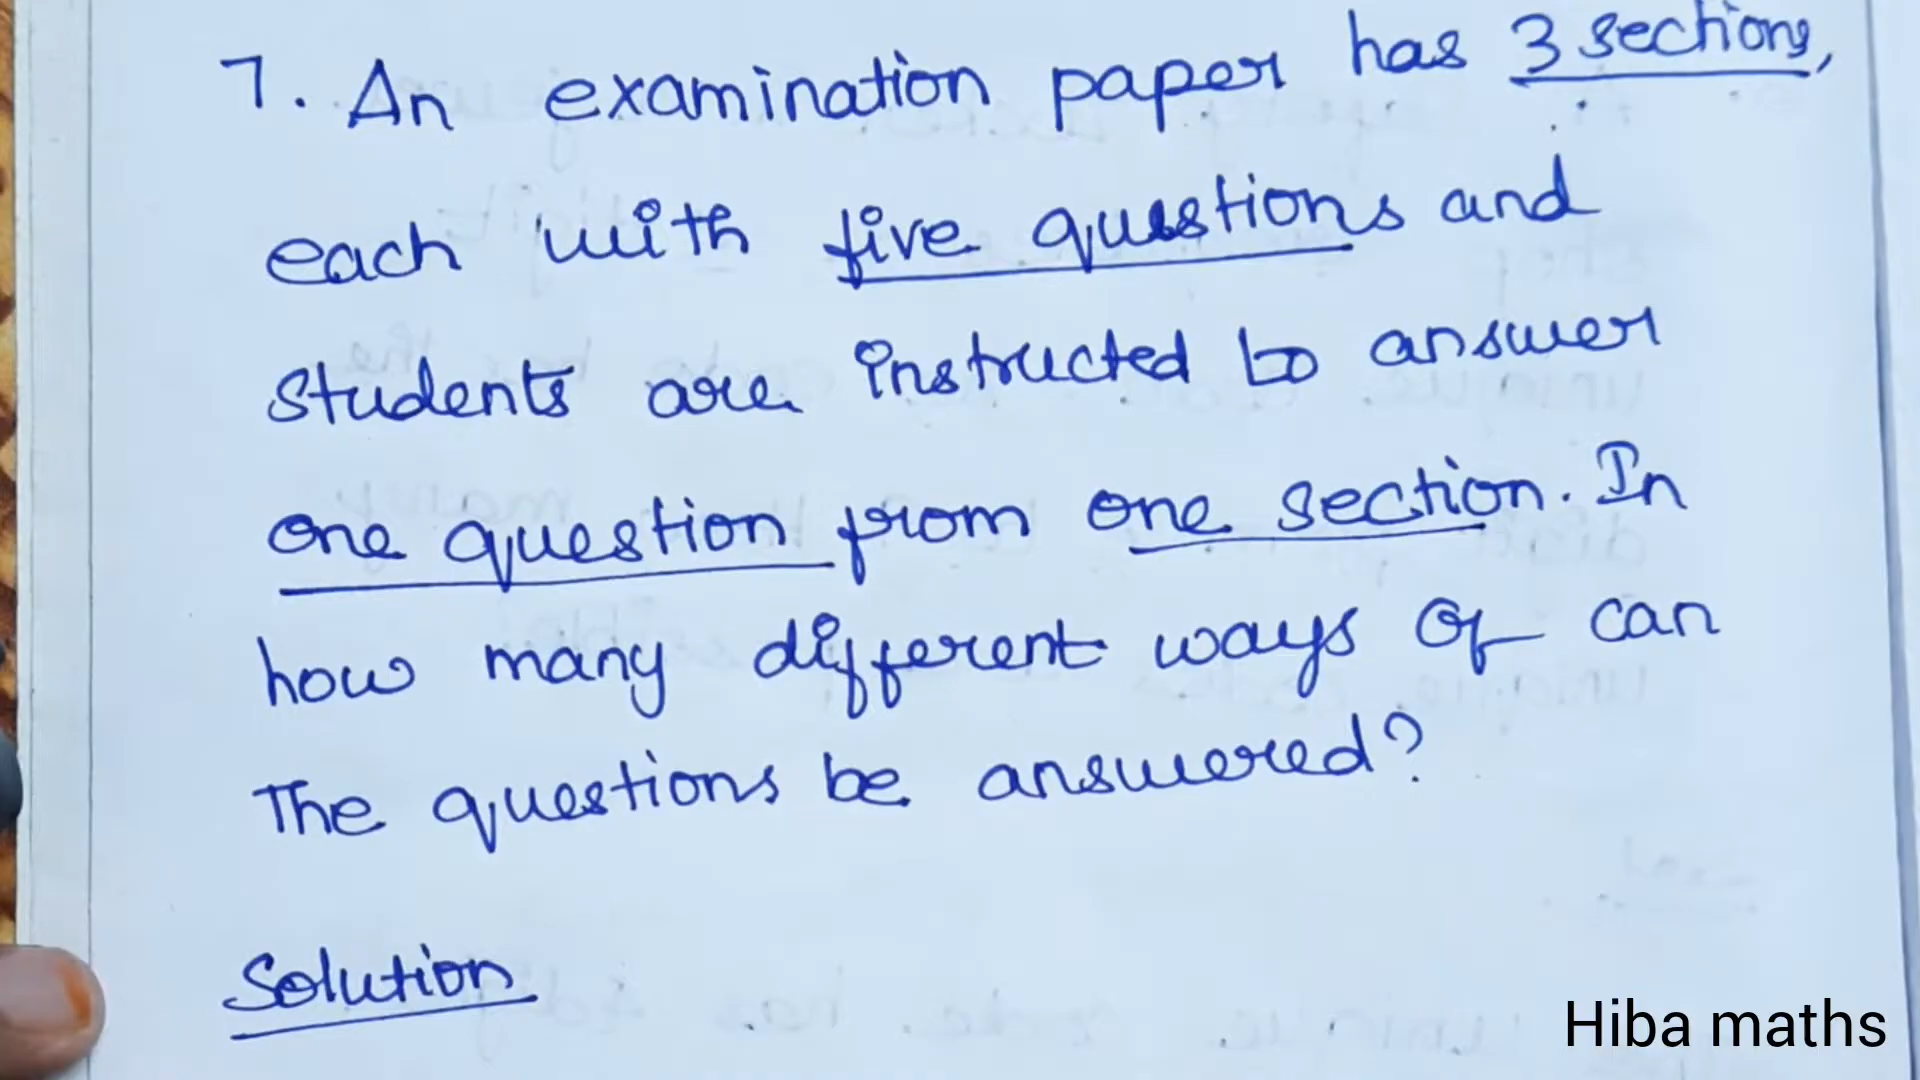 7. An examination paper has 3 sections,
each with five questions and
students are instructed to answer
one question from one section. In
how many different ways of can
The questions be answered?
Solution
Hiba maths